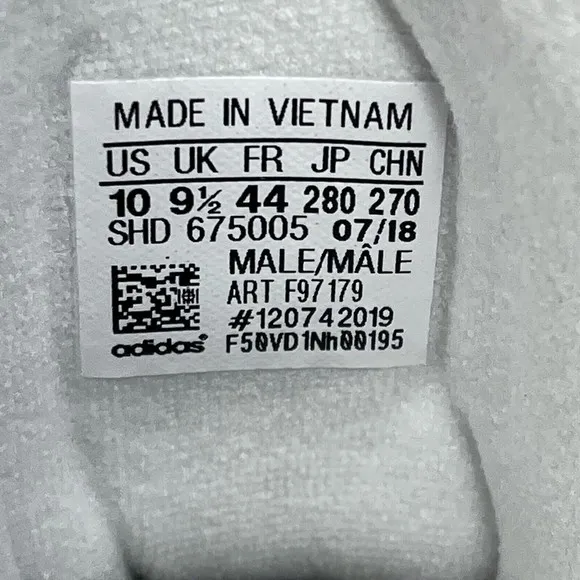 MADE IN VIETNAM
US UK FR JP CHN
10 9½ 44 280 270
SHD 675005 07/18
MALE/MÂLE
ART F97179
#120742019
adidas® F50VD1Nh00195